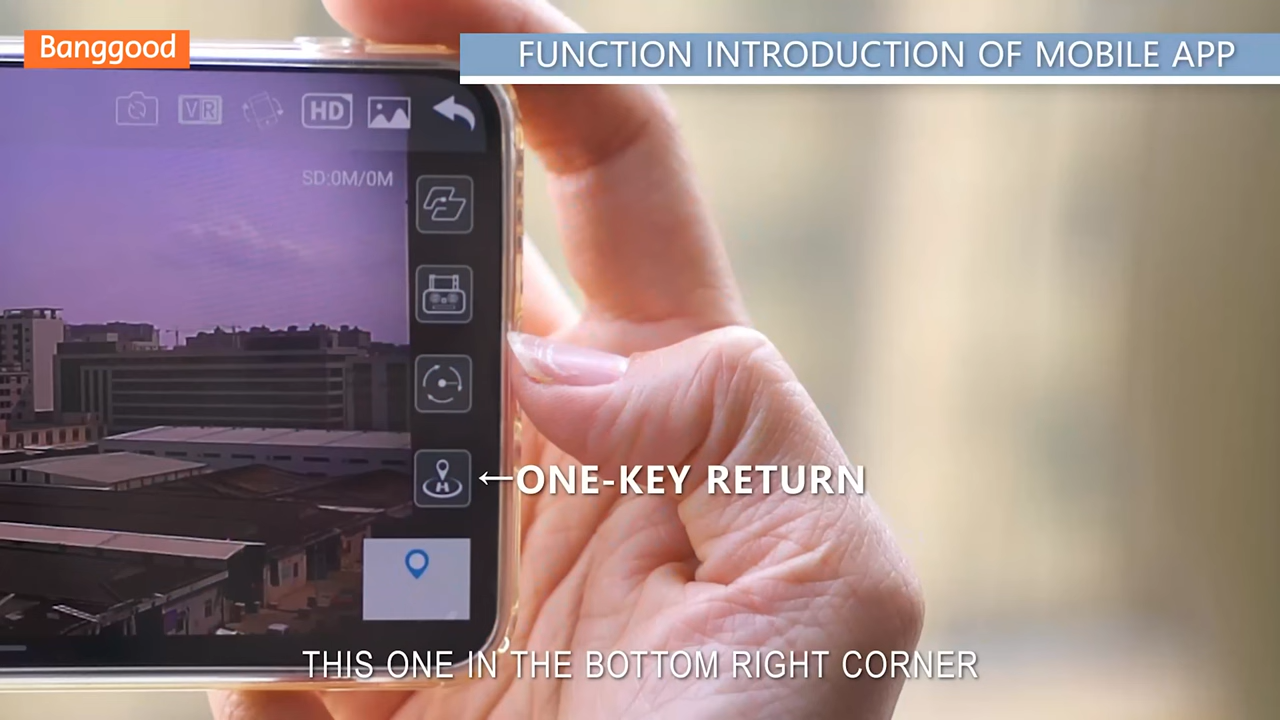 Banggood
FUNCTION INTRODUCTION OF MOBILE APP
VR
HD
SD:0M/0M
H
←ONE-KEY RETURN
THIS ONE IN THE BOTTOM RIGHT CORNER